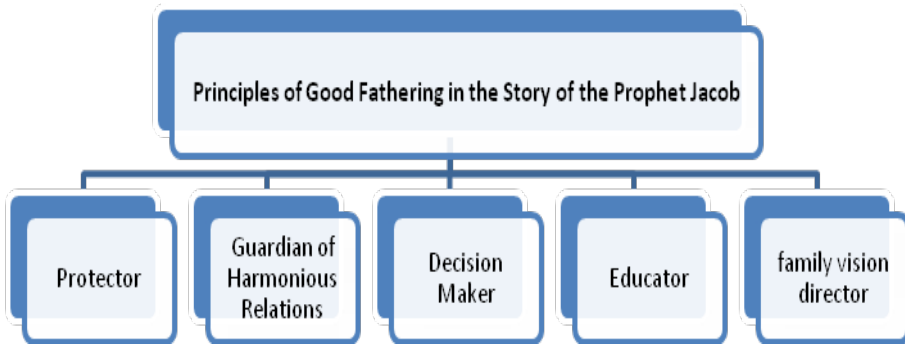 Principles of Good Fathering in the Story of the Prophet Jacob
Protector
Guardian of
Harmonious
Relations
Decision
Maker
Educator
family vision
director